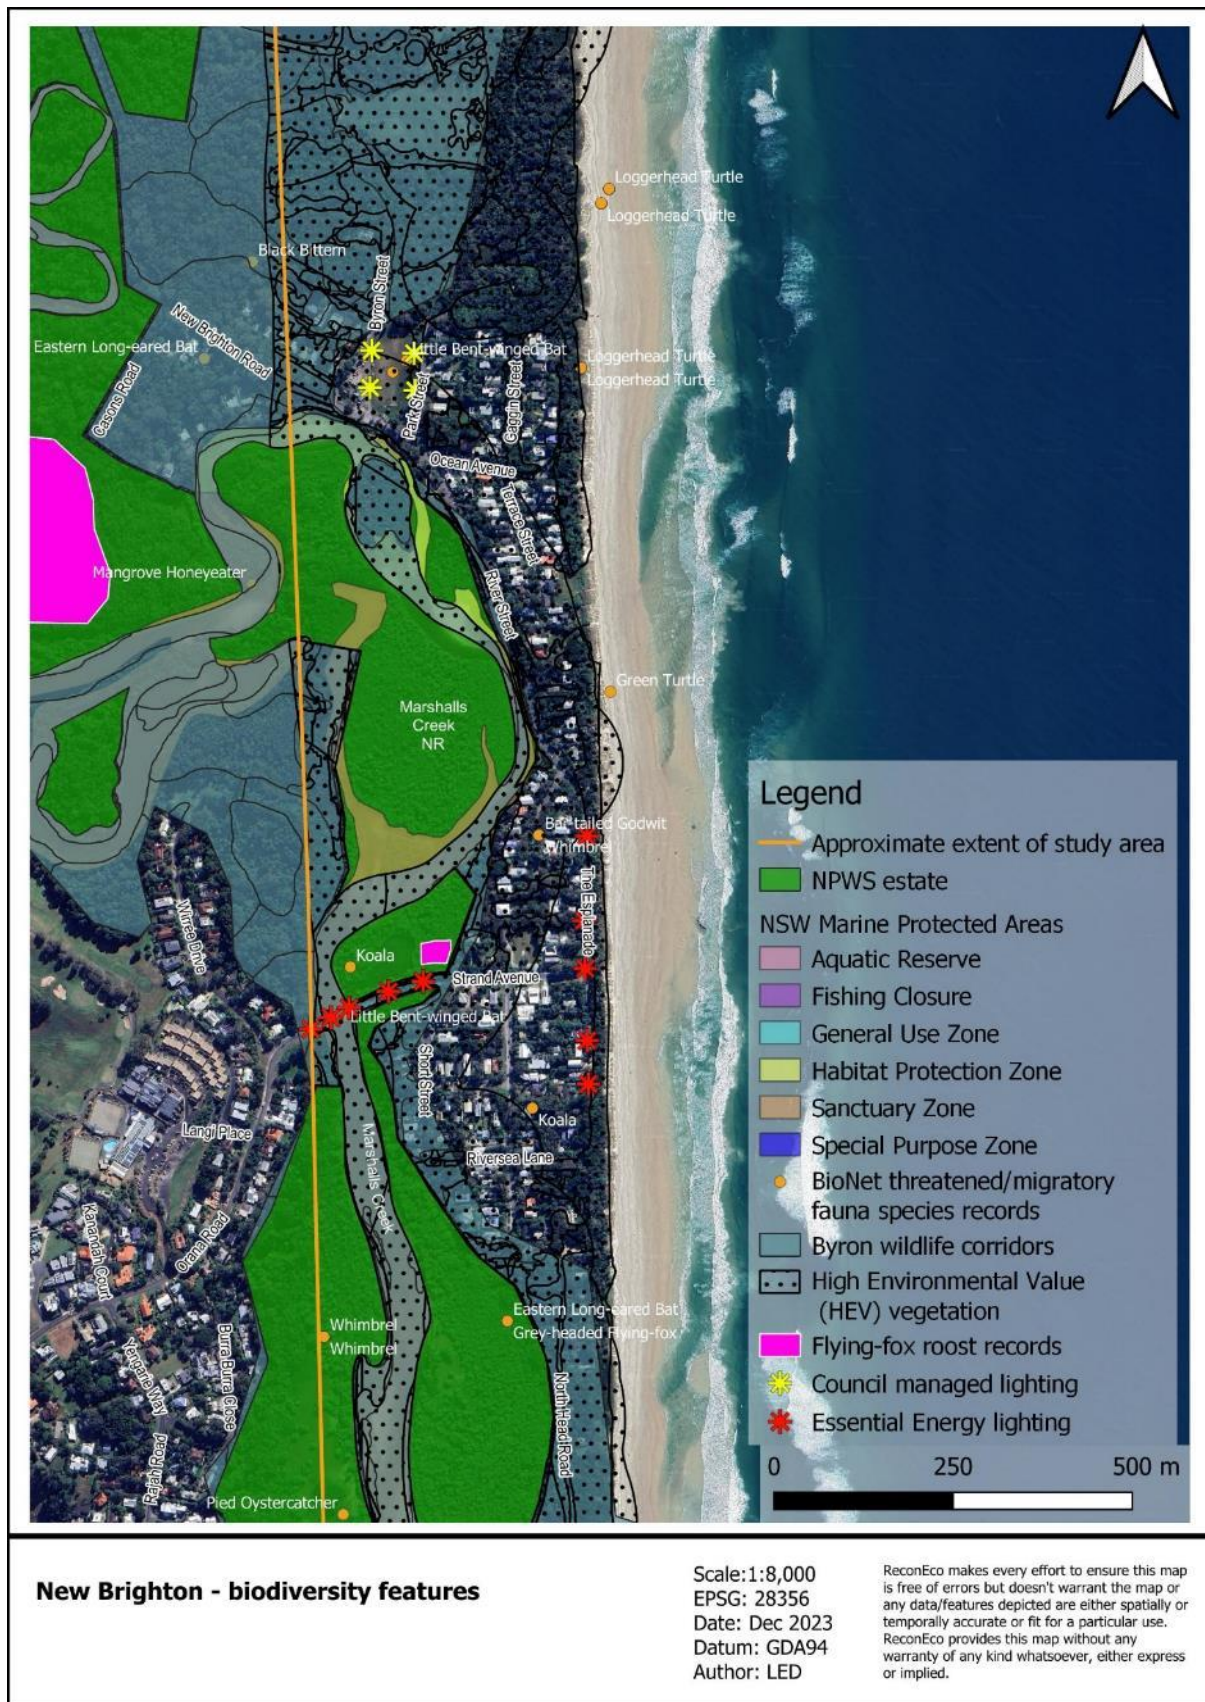 Loggerhead Turtle
Loggerhead Turtle
Black Bittern
Byron Street
New Brighton Road
Eastern Long-eared Bat
Little Bent-winged Bat
Casons Road
Park Street
Gaggin Street
Loggerhead Turtle
Loggerhead Turtle
Ocean Avenue
Terrace Street
Mangrove Honeyeater
River Street
Green Turtle
Marshalls
Creek
NR
Bar-tailed Godwit
Whimbrel
The Esplanade
Wirree Drive
Koala
Strand Avenue
Little Bent-winged Bat
Short Street
Koala
Langi Place
Riversea Lane
Marshalls Creek
Kanandah Court
Orana Road
Eastern Long-eared Bat
Grey-headed Flying-fox
Whimbrel
Whimbrel
Yengarie Way
Burra Burra Close
North Head Road
Rajah Road
Pied Oystercatcher
Legend
Approximate extent of study area
NPWS estate
NSW Marine Protected Areas
Aquatic Reserve
Fishing Closure
General Use Zone
Habitat Protection Zone
Sanctuary Zone
Special Purpose Zone
BioNet threatened/migratory
fauna species records
Byron wildlife corridors
High Environmental Value
(HEV) vegetation
Flying-fox roost records
Council managed lighting
Essential Energy lighting
0 250 500 m
New Brighton - biodiversity features
Scale:1:8,000
EPSG: 28356
Date: Dec 2023
Datum: GDA94
Author: LED
ReconEco makes every effort to ensure this map
is free of errors but doesn't warrant the map or
any data/features depicted are either spatially or
temporally accurate or fit for a particular use.
ReconEco provides this map without any
warranty of any kind whatsoever, either express
or implied.